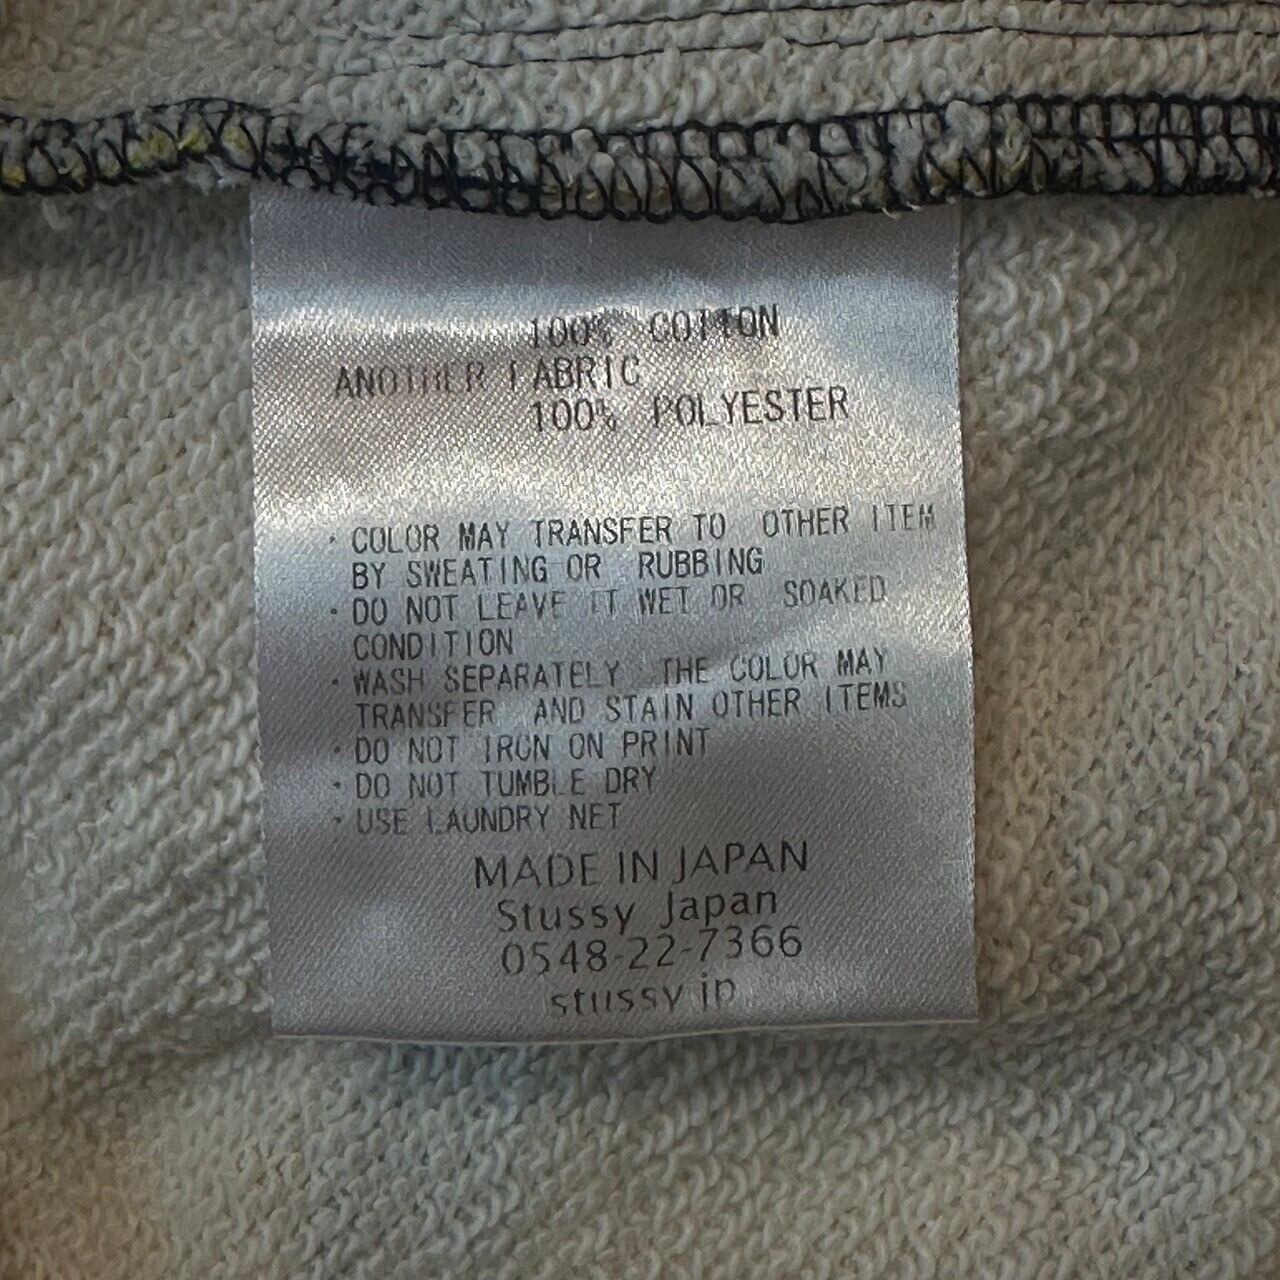 100% COTTON
ANOTHER FABRIC
100% POLYESTER
・COLOR MAY TRANSFER TO OTHER ITEM
BY SWEATING OR RUBBING
・DO NOT LEAVE IT WET OR SOAKED
CONDITION
・WASH SEPARATELY THE COLOR MAY
TRANSFER AND STAIN OTHER ITEMS
・DO NOT IRON ON PRINT
・DO NOT TUMBLE DRY
・USE LAUNDRY NET
MADE IN JAPAN
Stussy Japan
0548-22-7366
stussy.jp